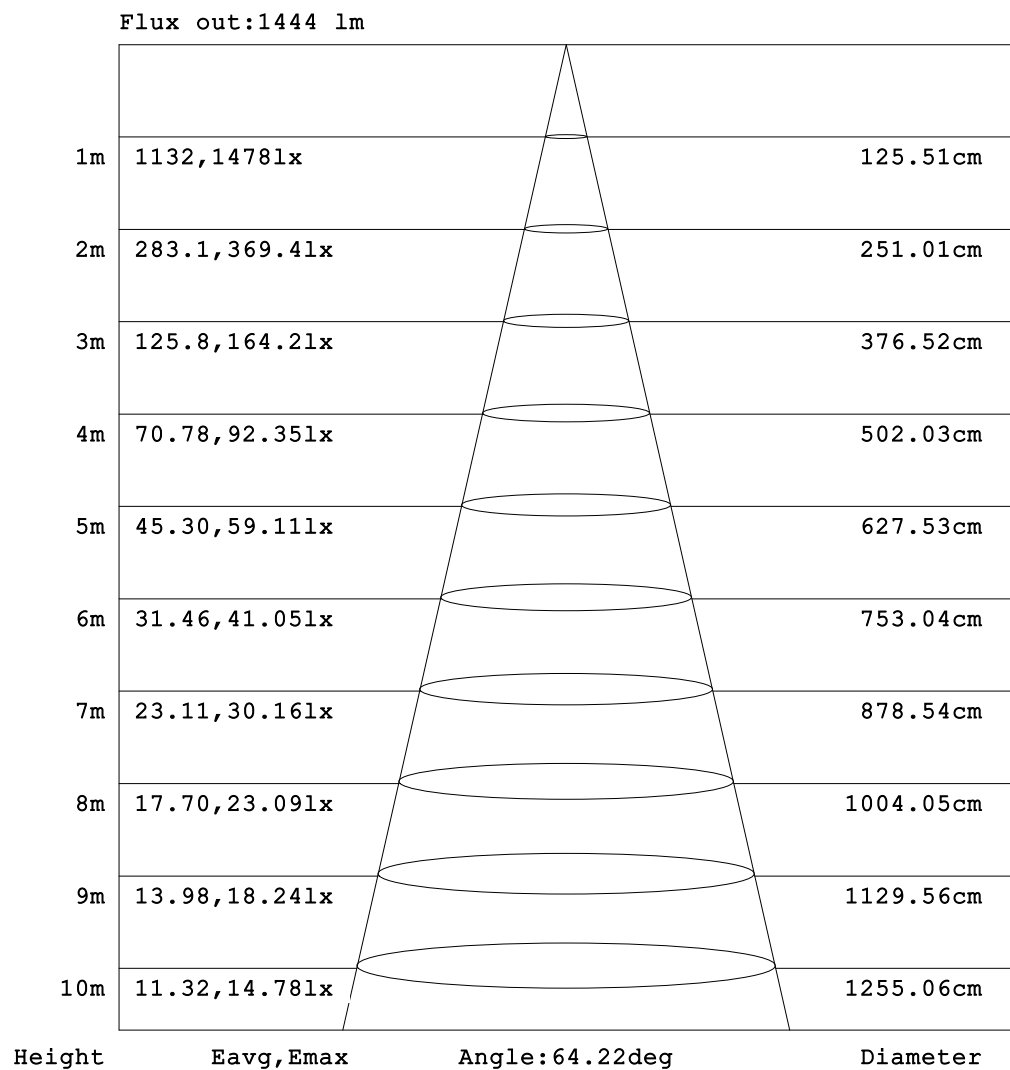 Flux out:1444 lm
1m 1132,1478lx 125.51cm
2m 283.1,369.4lx 251.01cm
3m 125.8,164.2lx 376.52cm
4m 70.78,92.35lx 502.03cm
5m 45.30,59.11lx 627.53cm
6m 31.46,41.05lx 753.04cm
7m 23.11,30.16lx 878.54cm
8m 17.70,23.09lx 1004.05cm
9m 13.98,18.24lx 1129.56cm
10m 11.32,14.78lx 1255.06cm
Height Eavg,Emax Angle:64.22deg Diameter